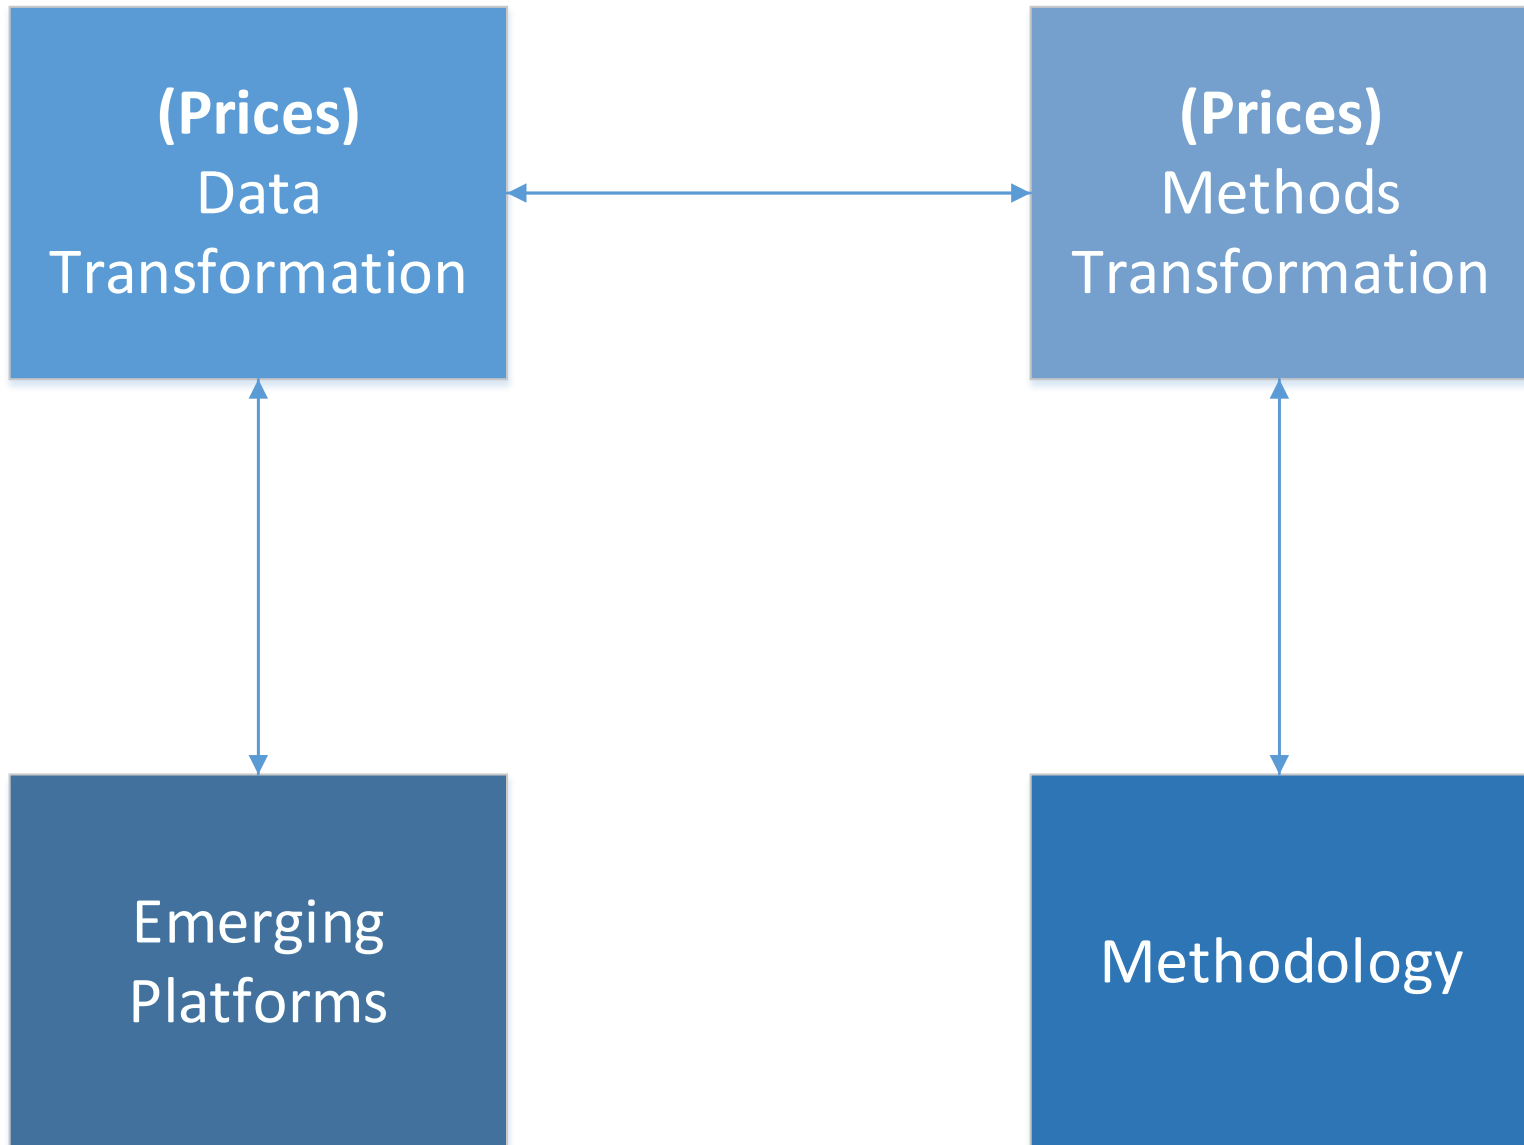 (Prices)
Data
Transformation
(Prices)
Methods
Transformation
Emerging
Platforms
Methodology